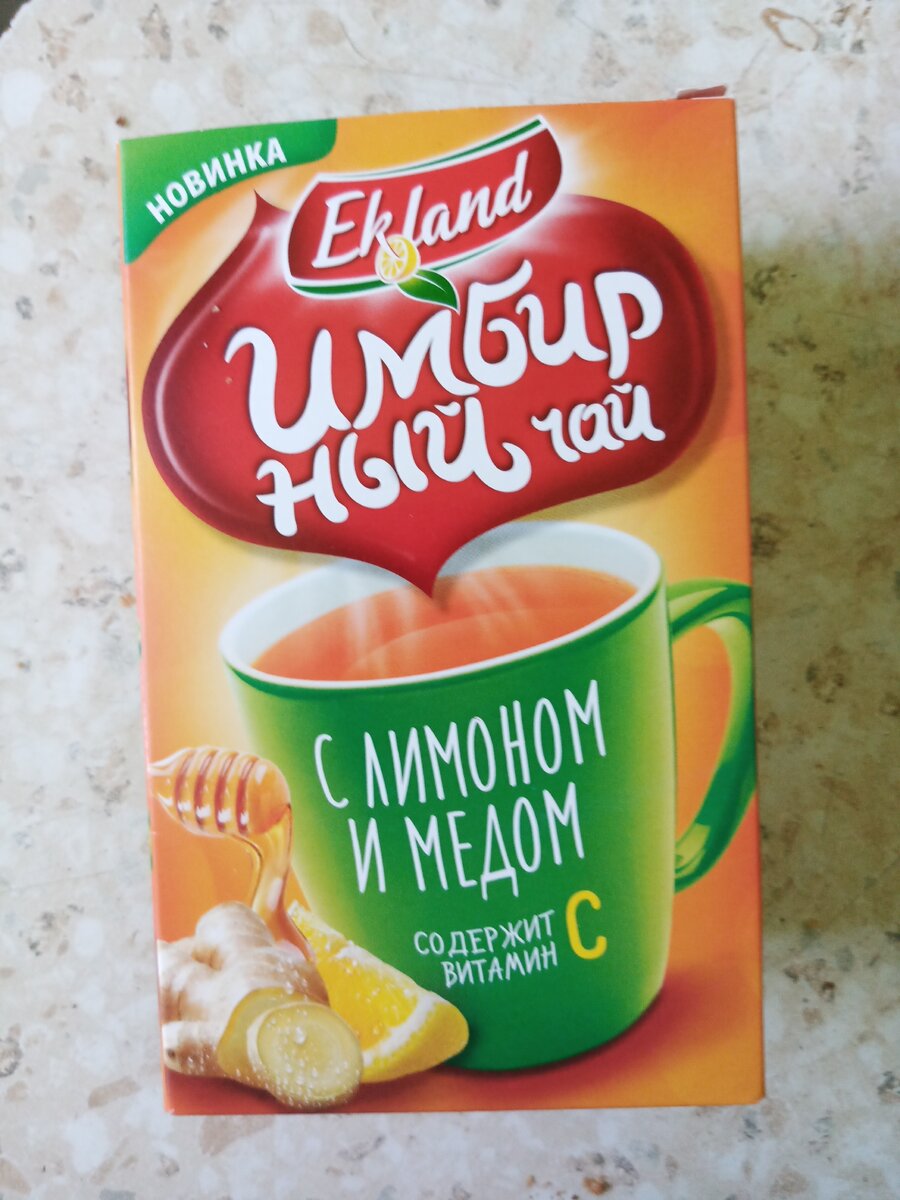 НОВИНКА
Ekland
Имбир
ный чай
С ЛИМОНОМ
И МЕДОМ
СОДЕРЖИТ
ВИТАМИН C